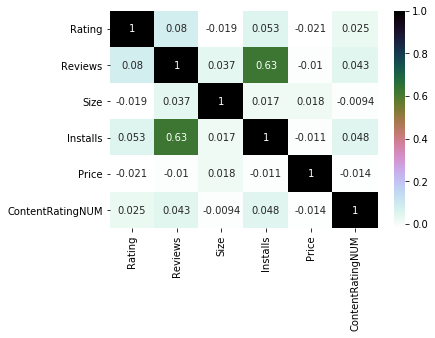 Rating 1 0.08 -0.019 0.053 -0.021 0.025
Reviews 0.08 1 0.037 0.63 -0.01 0.043
Size -0.019 0.037 1 0.017 0.018 -0.0094
Installs 0.053 0.63 0.017 1 -0.011 0.048
Price -0.021 -0.01 0.018 -0.011 1 -0.014
ContentRatingNUM 0.025 0.043 -0.0094 0.048 -0.014 1
Rating
Reviews
Size
Installs
Price
ContentRatingNUM
1.0
0.8
0.6
0.4
0.2
0.0